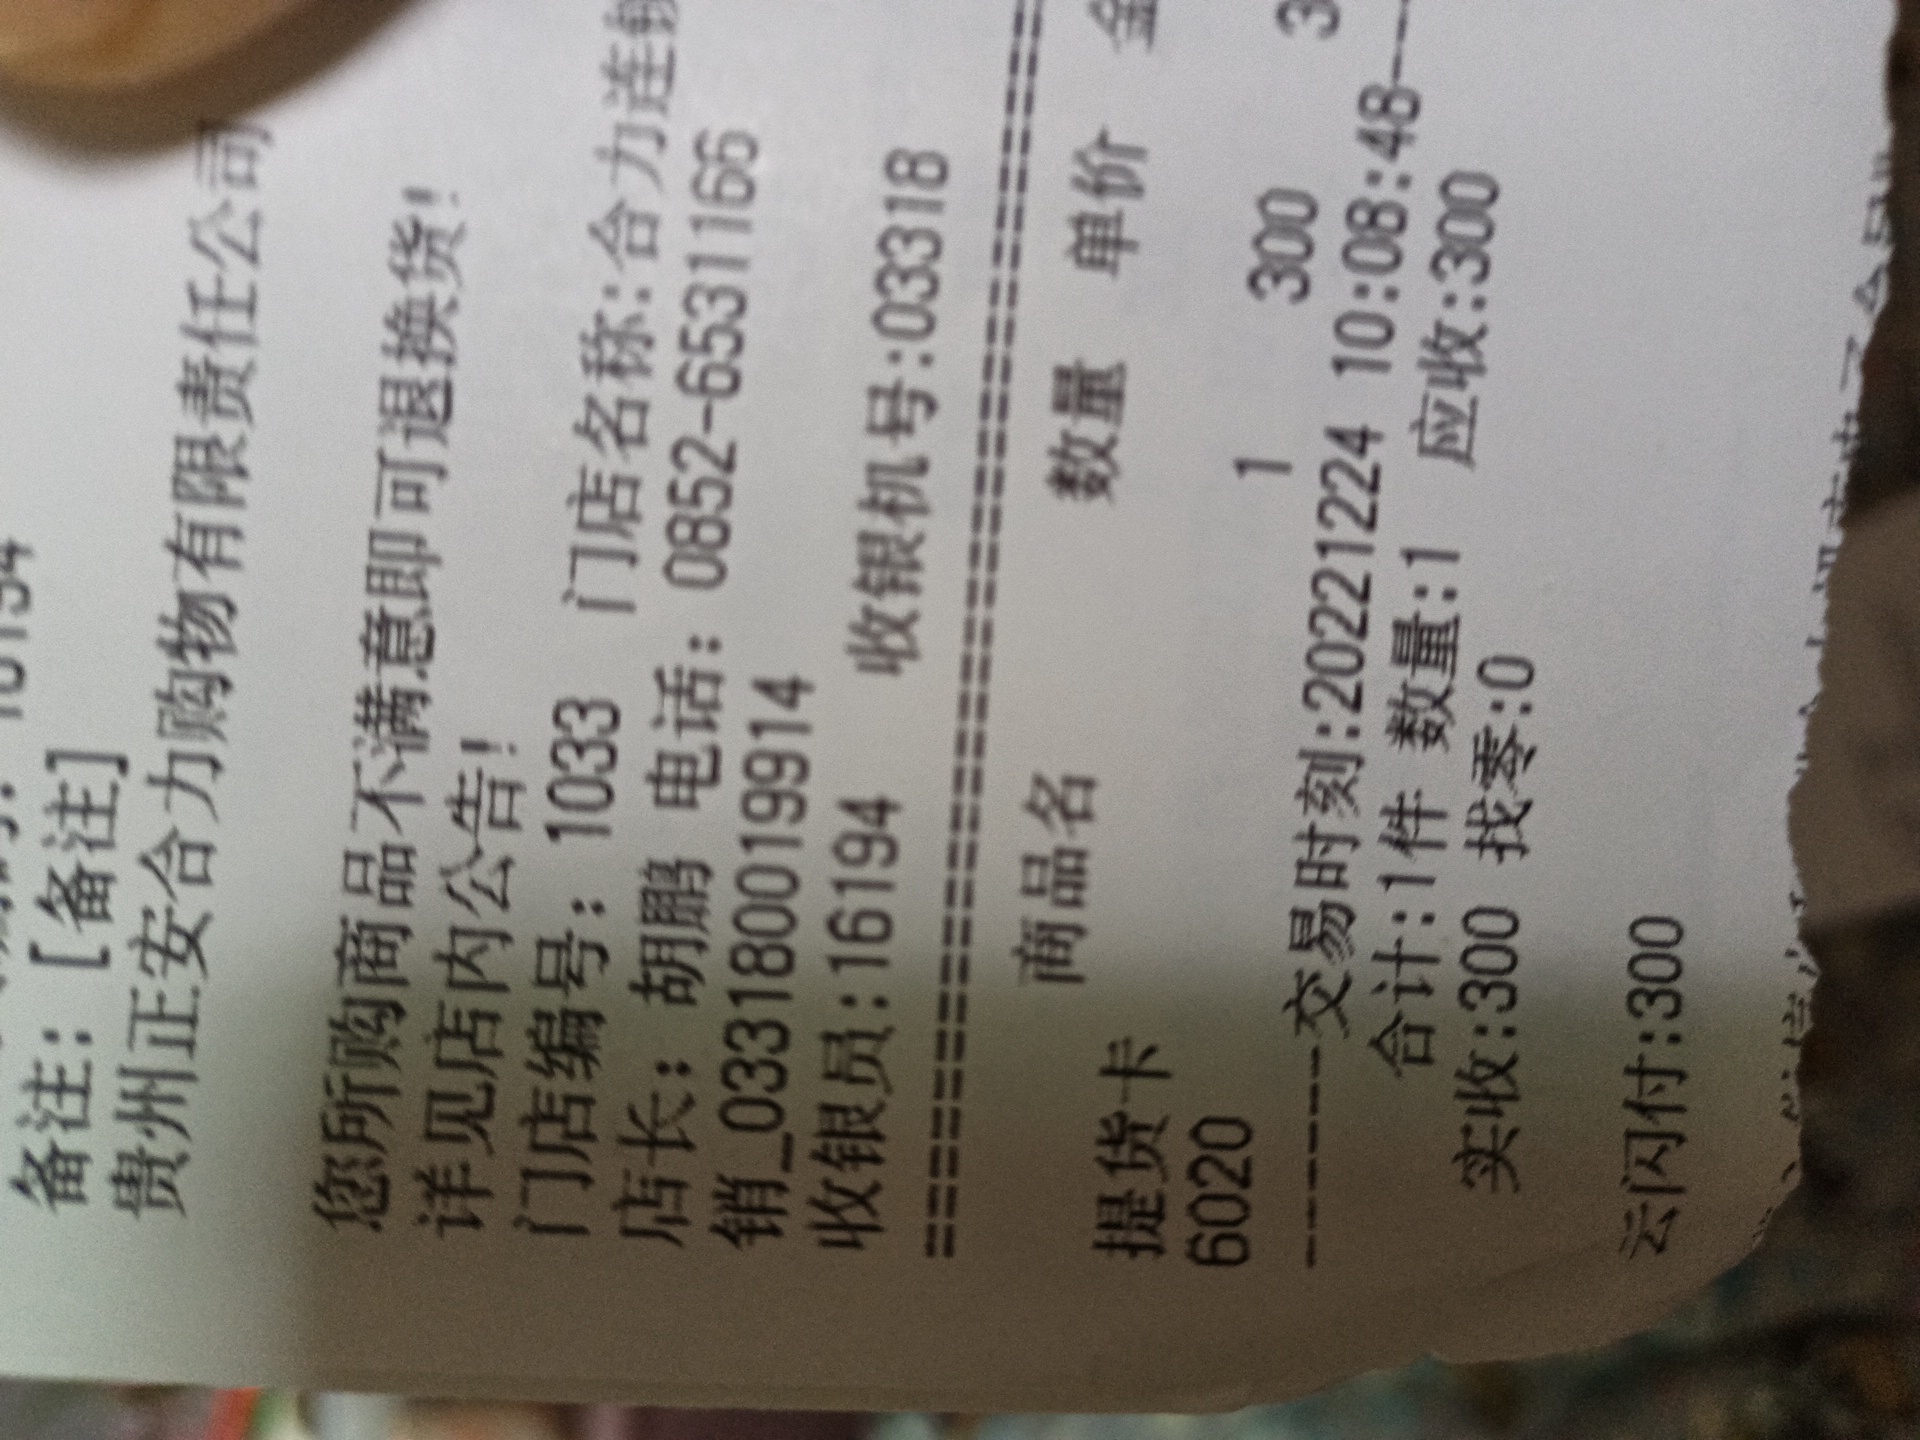 备注: [备注]
贵州正安合力购物有限责任公司
您所购商品不满意即可退换货!
详见店内公告!
门店编号: 1033 门店名称:合力连锁
店长: 胡鹏 电话: 0852-6531166
销_03318001 9914
收银员:16194 收银机号:03318
==========================================
商品名 数量 单价 金
提货卡
6020 1 300 3
------交易时刻:20221224 10:08:48---
合计:1件 数量:1 应收:300
实收:300 找零:0
云闪付:300